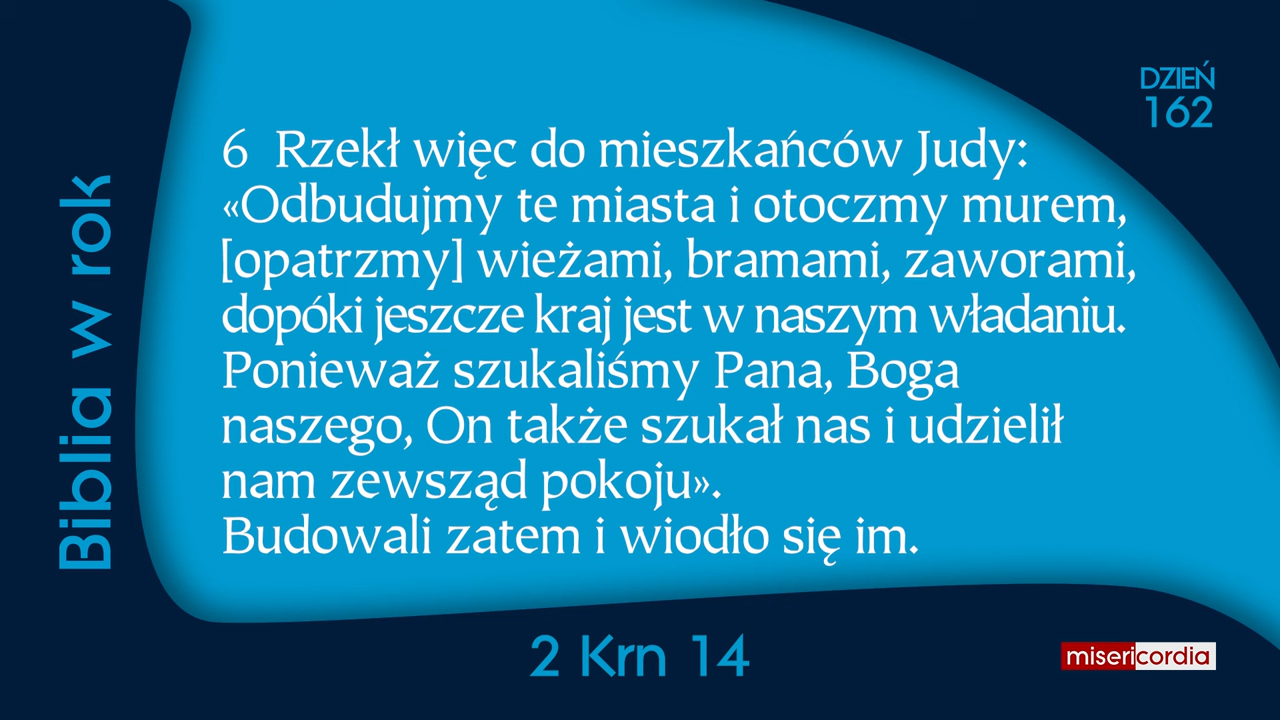 DZIEŃ
162
6 Rzekł więc do mieszkańców Judy:
«Odbudujmy te miasta i otoczmy murem,
[opatrzmy] wieżami, bramami, zaworami,
dopóki jeszcze kraj jest w naszym władaniu.
Ponieważ szukaliśmy Pana, Boga
naszego, On także szukał nas i udzielił
nam zewsząd pokoju».
Budowali zatem i wiodło się im.
Biblia w rok
2 Krn 14
misericordia